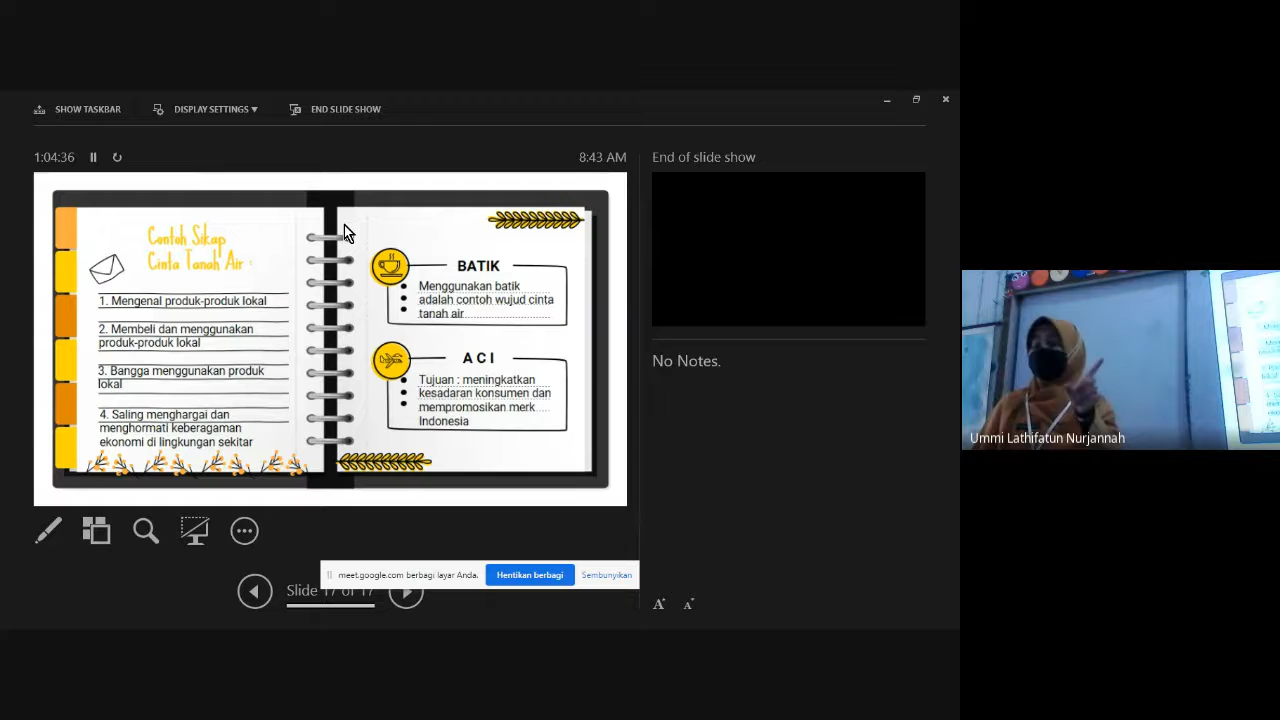 SHOW TASKBAR
DISPLAY SETTINGS
END SLIDE SHOW
1:04:36
8:43 AM
End of slide show
Contoh Sikap
Cinta Tanah Air :
1. Mengenal produk-produk lokal
2. Membeli dan menggunakan
produk-produk lokal
3. Bangga menggunakan produk
lokal
4. Saling menghargai dan
menghormati keberagaman
ekonomi di lingkungan sekitar
BATIK
Menggunakan batik
adalah contoh wujud cinta
tanah air
A C I
Tujuan : meningkatkan
kesadaran konsumen dan
mempromosikan merk
Indonesia
No Notes.
Ummi Lathifatun Nurjannah
meet.google.com berbagi layar Anda.
Hentikan berbagi
Sembunyikan
Slide 17 of 17
A
A